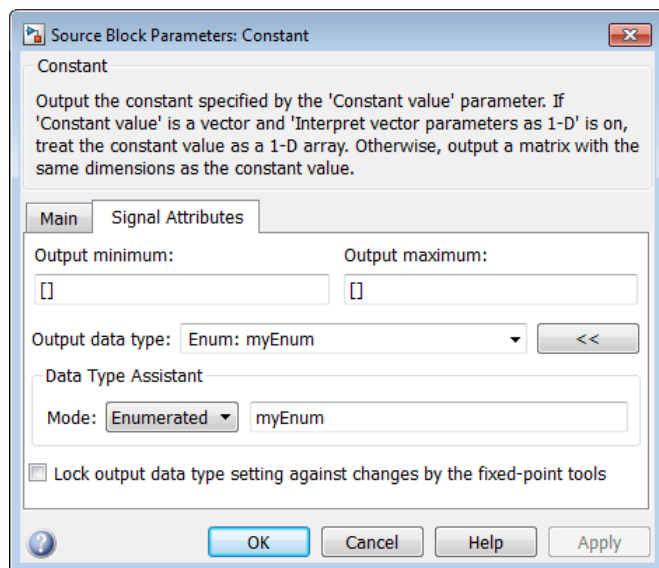 Source Block Parameters: Constant
Constant
Output the constant specified by the 'Constant value' parameter. If
'Constant value' is a vector and 'Interpret vector parameters as 1-D' is on,
treat the constant value as a 1-D array. Otherwise, output a matrix with the
same dimensions as the constant value.
Main Signal Attributes
Output minimum: Output maximum:
[] []
Output data type: Enum: myEnum <<
Data Type Assistant
Mode: Enumerated myEnum
Lock output data type setting against changes by the fixed-point tools
? OK Cancel Help Apply